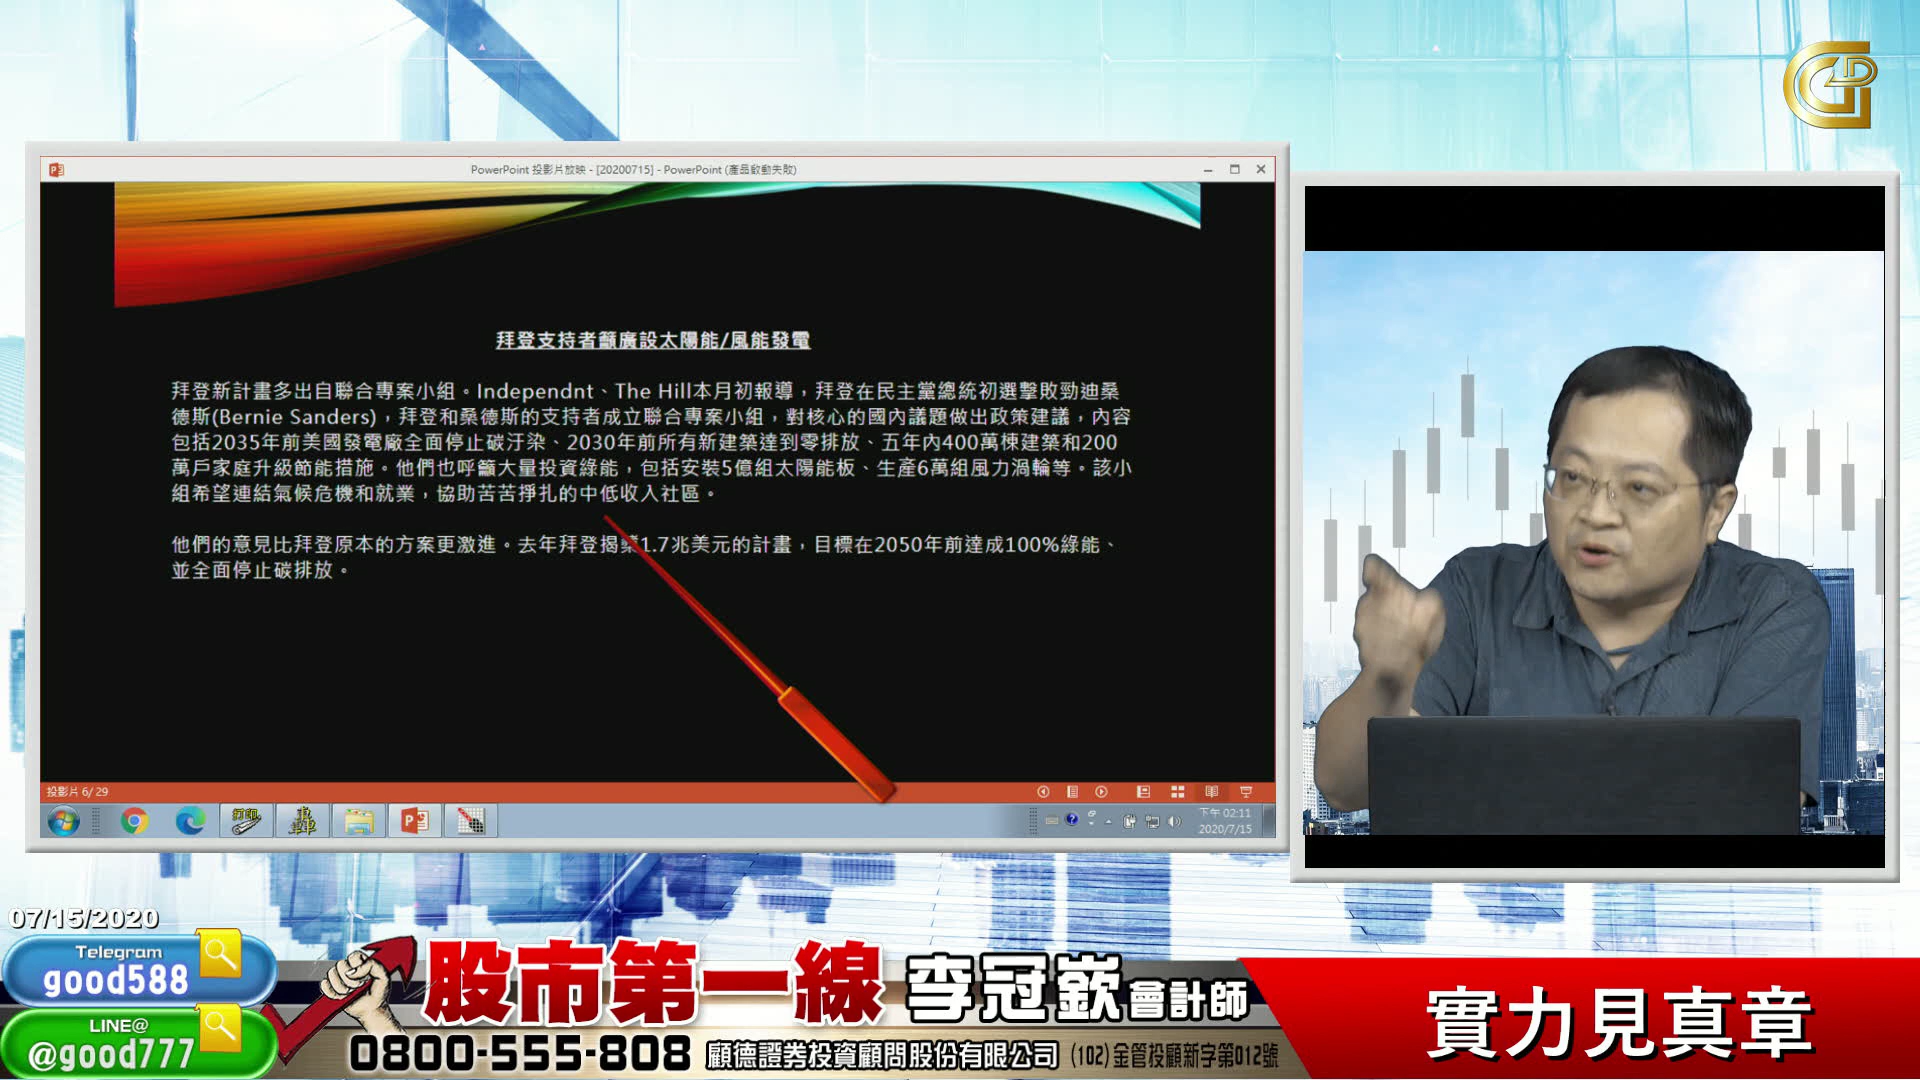 PowerPoint 投影片放映 - [20200715] - PowerPoint (產品啟動失敗)
拜登支持者籲廣設太陽能/風能發電
拜登新計畫多出自聯合專案小組。Independnt、The Hill本月初報導，拜登在民主黨總統初選擊敗勁迪桑
德斯(Bernie Sanders)，拜登和桑德斯的支持者成立聯合專案小組，對核心的國內議題做出政策建議，內容
包括2035年前美國發電廠全面停止碳汙染、2030年前所有新建築達到零排放、五年內400萬棟建築和200
萬戶家庭升級節能措施。他們也呼籲大量投資綠能，包括安裝5億組太陽能板、生產6萬組風力渦輪等。該小
組希望連結氣候危機和就業，協助苦苦掙扎的中低收入社區。
他們的意見比拜登原本的方案更激進。去年拜登揭櫫1.7兆美元的計畫，目標在2050年前達成100%綠能、
並全面停止碳排放。
投影片 6/ 29
打印
下午 02:11
2020/7/15
07/15/2020
Telegram
good588
LINE@
@good777
股市第一線 李冠嶔 會計師
0800-555-808 顧德證券投資顧問股份有限公司 (102)金管投顧新字第012號
實力見真章